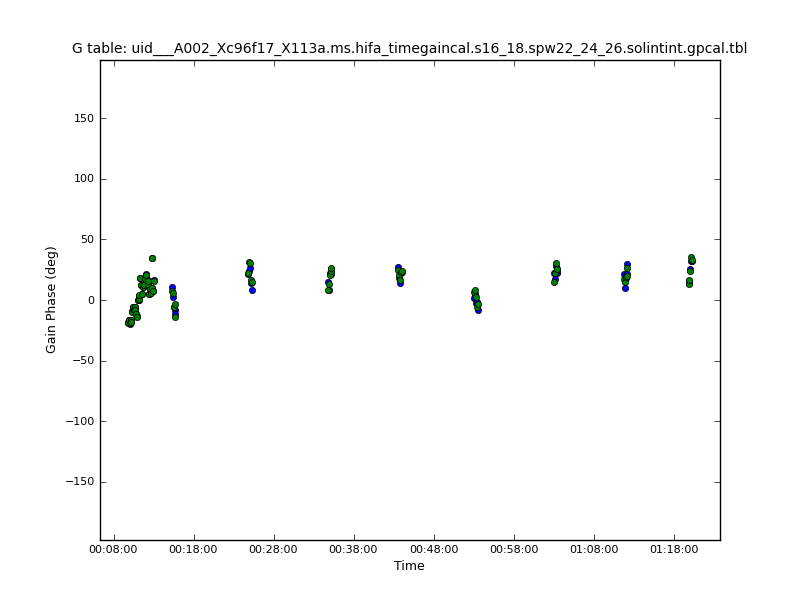 G table: uid___A002_Xc96f17_X113a.ms.hifa_timegaincal.s16_18.spw22_24_26.solintint.gpcal.tbl
150
100
50
0
−50
−100
−150
Gain Phase (deg)
00:08:00 00:18:00 00:28:00 00:38:00 00:48:00 00:58:00 01:08:00 01:18:00
Time